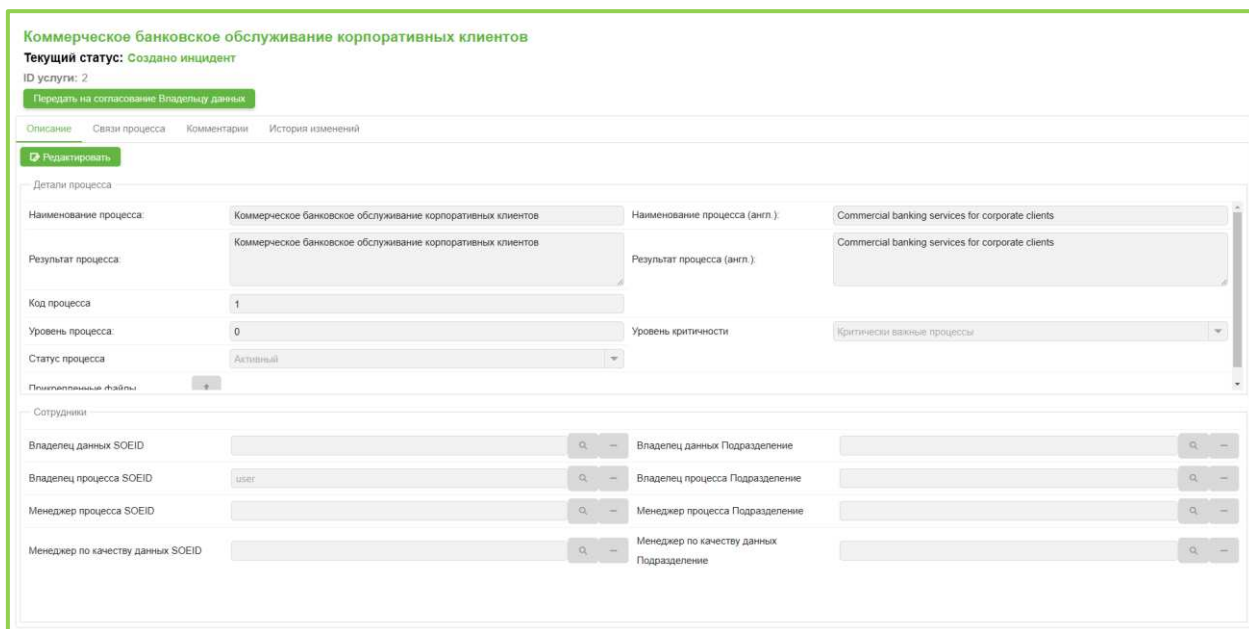 Коммерческое банковское обслуживание корпоративных клиентов
Текущий статус: Создано инцидент
ID услуги: 2
Передать на согласование Владельцу данных
Описание Связи процесса Комментарии История изменений
Редактировать
Детали процесса
Наименование процесса: Коммерческое банковское обслуживание корпоративных клиентов Наименование процесса (англ.): Commercial banking services for corporate clients
Результат процесса: Коммерческое банковское обслуживание корпоративных клиентов Результат процесса (англ.): Commercial banking services for corporate clients
Код процесса 1
Уровень процесса: 0 Уровень критичности Критически важные процессы
Статус процесса Активный
Прикрепленные файлы
Сотрудники
Владелец данных SOEID Владелец данных Подразделение
Владелец процесса SOEID user Владелец процесса Подразделение
Менеджер процесса SOEID Менеджер процесса Подразделение
Менеджер по качеству данных SOEID Менеджер по качеству данных
Подразделение